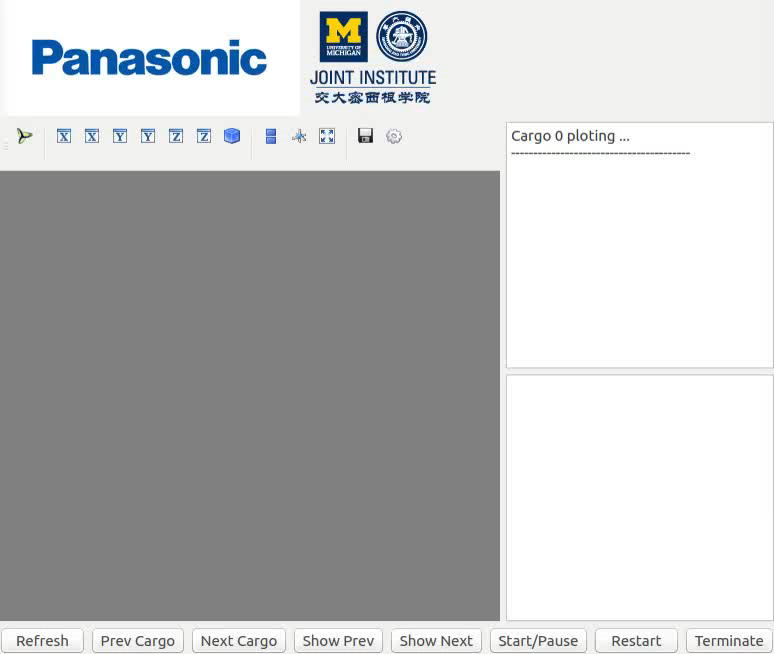 Panasonic
M
UNIVERSITY OF
MICHIGAN
JOINT INSTITUTE
交大密西根学院
X X Y Y Z Z
Cargo 0 ploting ...
----------------------------------------
Refresh Prev Cargo Next Cargo Show Prev Show Next Start/Pause Restart Terminate